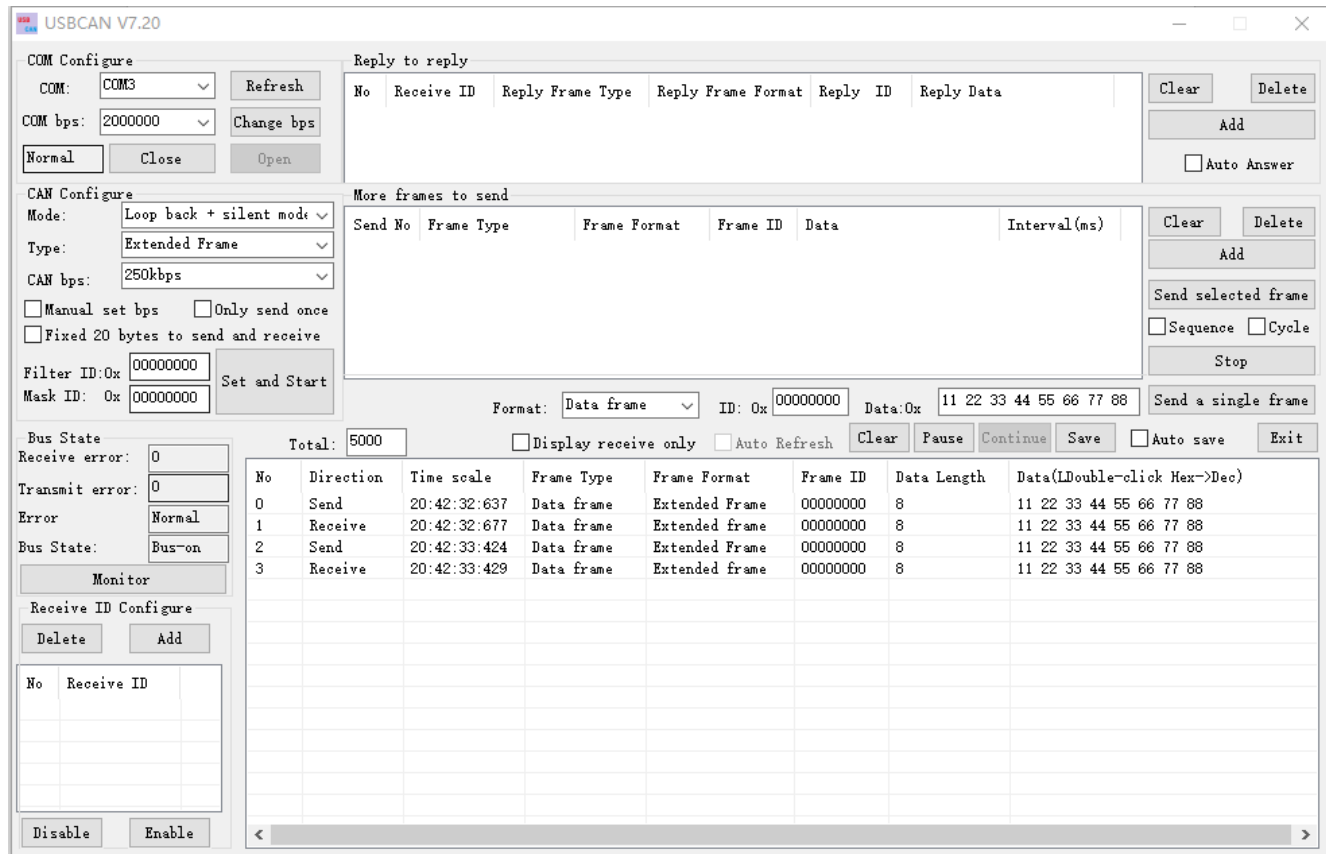 USB CAN USBCAN V7.20
COM Configure
COM: COM3 Refresh
COM bps: 2000000 Change bps
Normal Close Open
Reply to reply
No Receive ID Reply Frame Type Reply Frame Format Reply ID Reply Data
Clear Delete
Add
Auto Answer
CAN Configure
Mode: Loop back + silent mode
Type: Extended Frame
CAN bps: 250kbps
Manual set bps Only send once
Fixed 20 bytes to send and receive
Filter ID:0x 00000000
Mask ID: 0x 00000000
Set and Start
More frames to send
Send No Frame Type Frame Format Frame ID Data Interval(ms)
Clear Delete
Add
Send selected frame
Sequence Cycle
Stop
Format: Data frame ID: 0x 00000000 Data:0x 11 22 33 44 55 66 77 88 Send a single frame
Bus State
Receive error: 0
Transmit error: 0
Error Normal
Bus State: Bus-on
Monitor
Receive ID Configure
Delete Add
No Receive ID
Disable Enable
Total: 5000 Display receive only Auto Refresh Clear Pause Continue Save Auto save Exit
No Direction Time scale Frame Type Frame Format Frame ID Data Length Data(LDouble-click Hex->Dec)
0 Send 20:42:32:637 Data frame Extended Frame 00000000 8 11 22 33 44 55 66 77 88
1 Receive 20:42:32:677 Data frame Extended frame 00000000 8 11 22 33 44 55 66 77 88
2 Send 20:42:33:424 Data frame Extended Frame 00000000 8 11 22 33 44 55 66 77 88
3 Receive 20:42:33:429 Data frame Extended frame 00000000 8 11 22 33 44 55 66 77 88